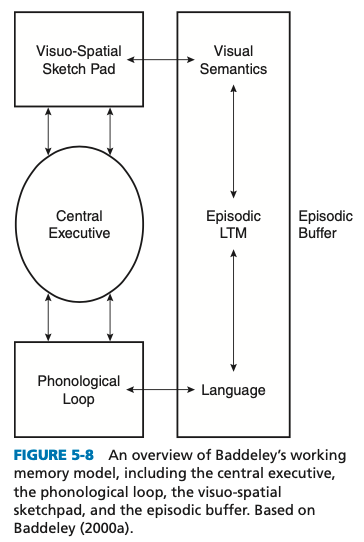 Visuo-Spatial
Sketch Pad
Visual
Semantics
Central
Executive
Episodic
LTM
Episodic
Buffer
Phonological
Loop
Language
FIGURE 5-8 An overview of Baddeley's working
memory model, including the central executive,
the phonological loop, the visuo-spatial
sketchpad, and the episodic buffer. Based on
Baddeley (2000a).